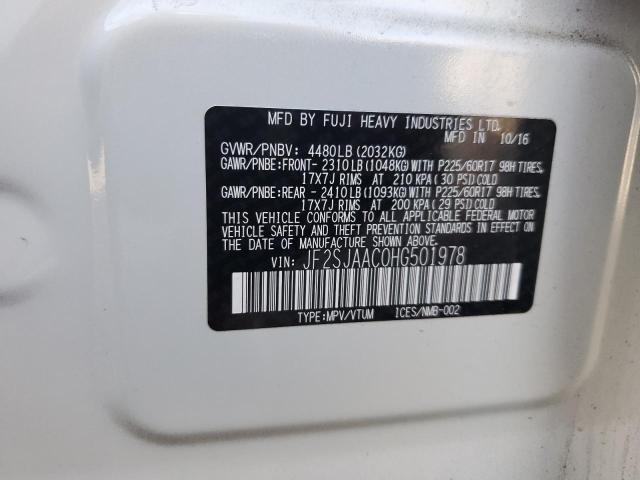 MFD BY FUJI HEAVY INDUSTRIES LTD.
MFD IN 10/16
GVWR/PNBV: 4480LB(2032KG)
GAWR/PNBE:FRONT- 2310LB(1048KG)WITH P225/60R17 98H TIRES,
17X7J RIMS AT 210 KPA(30 PSI)COLD
GAWR/PNBE:REAR - 2410LB(1093KG)WITH P225/60R17 98H TIRES,
17X7J RIMS AT 200 KPA(29 PSI)COLD
THIS VEHICLE CONFORMS TO ALL APPLICABLE FEDERAL MOTOR
VEHICLE SAFETY AND THEFT PREVENTION STANDARDS IN EFFECT
ON THE DATE OF MANUFACTURE SHOWN ABOVE.
VIN: JF2SJAAC0HG501978
TYPE:MPV/VTUM ICES/NMB-002